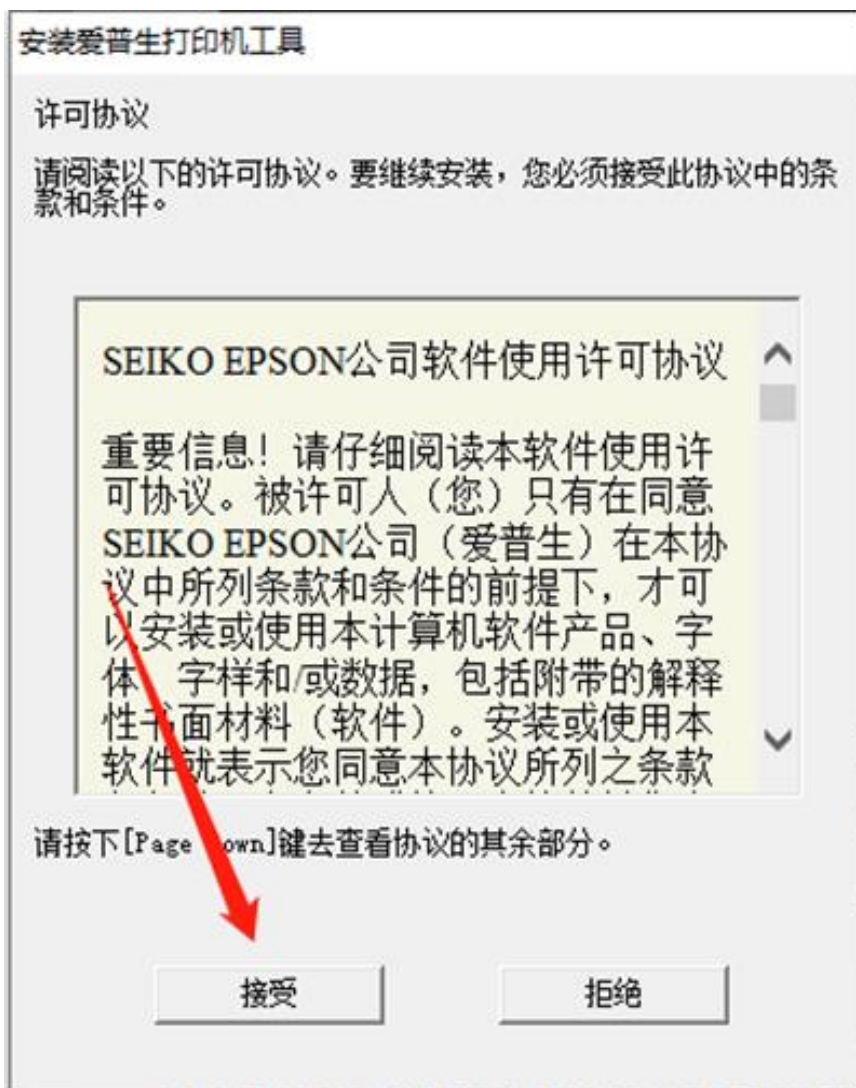 安装爱普生打印机工具
许可协议
请阅读以下的许可协议。要继续安装，您必须接受此协议中的条
款和条件。
SEIKO EPSON公司软件使用许可协议
重要信息！请仔细阅读本软件使用许
可协议。被许可人（您）只有在同意
SEIKO EPSON公司（爱普生）在本协
议中所列条款和条件的前提下，才可
以安装或使用本计算机软件产品、字
体、字样和/或数据，包括附带的解释
性书面材料（软件）。安装或使用本
软件就表示您同意本协议所列之条款
请按下[Page Down]键去查看协议的其余部分。
接受
拒绝